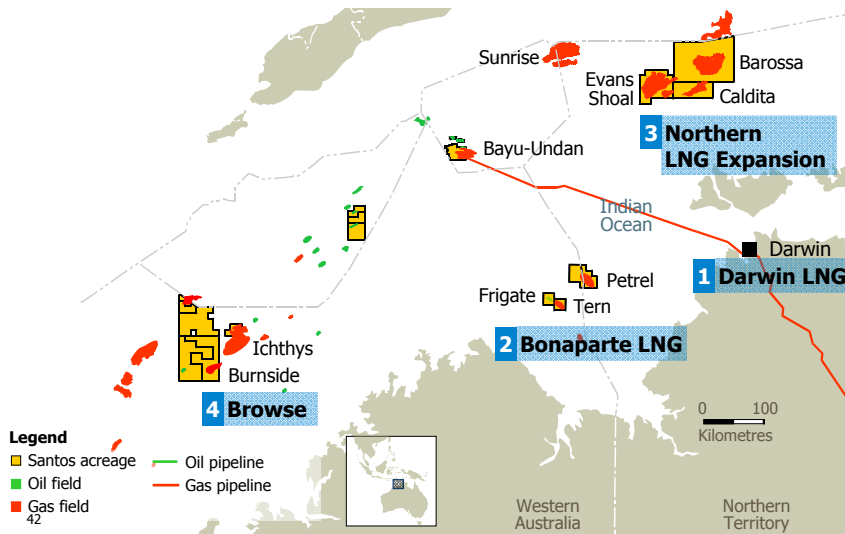 Sunrise
Barossa
Evans
Shoal
Caldita
3 Northern
LNG Expansion
Bayu-Undan
Indian
Ocean
Darwin
1 Darwin LNG
Petrel
Frigate
Tern
2 Bonaparte LNG
Ichthys
Burnside
4 Browse
0 100
Kilometres
Legend
Santos acreage
Oil field
Gas field
Oil pipeline
Gas pipeline
42
Western
Australia
Northern
Territory